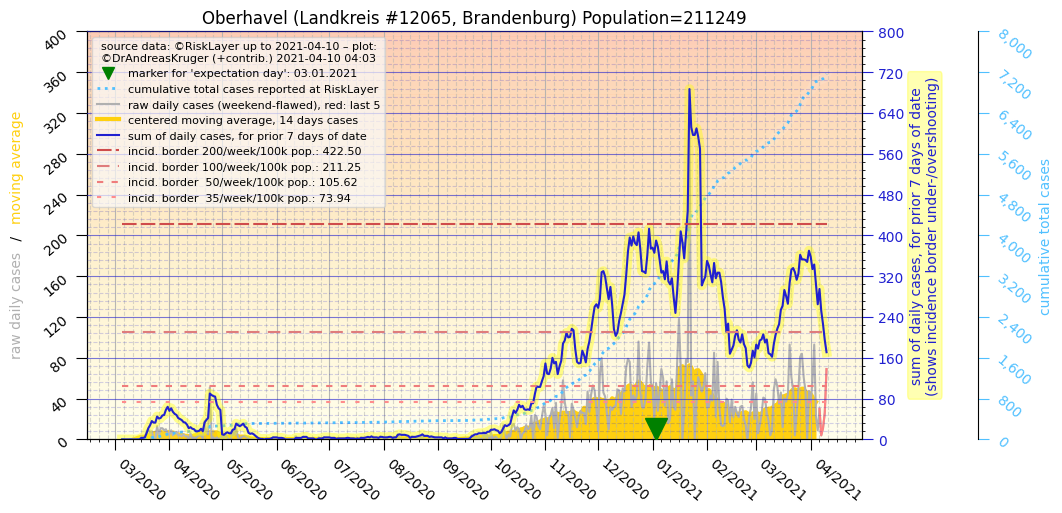 Oberhavel (Landkreis #12065, Brandenburg) Population=211249
source data: ©RiskLayer up to 2021-04-10 – plot:
©DrAndreasKruger (+contrib.) 2021-04-10 04:03
marker for 'expectation day': 03.01.2021
cumulative total cases reported at RiskLayer
raw daily cases (weekend-flawed), red: last 5
centered moving average, 14 days cases
sum of daily cases, for prior 7 days of date
incid. border 200/week/100k pop.: 422.50
incid. border 100/week/100k pop.: 211.25
incid. border  50/week/100k pop.: 105.62
incid. border  35/week/100k pop.: 73.94
raw daily cases / moving average
400
360
320
280
240
200
160
120
80
40
0
03/2020
04/2020
05/2020
06/2020
07/2020
08/2020
09/2020
10/2020
11/2020
12/2020
01/2021
02/2021
03/2021
04/2021
800
720
640
560
480
400
320
240
160
80
0
sum of daily cases, for prior 7 days of date
(shows incidence border under-/overshooting)
8,000
7,200
6,400
5,600
4,800
4,000
3,200
2,400
1,600
800
0
cumulative total cases